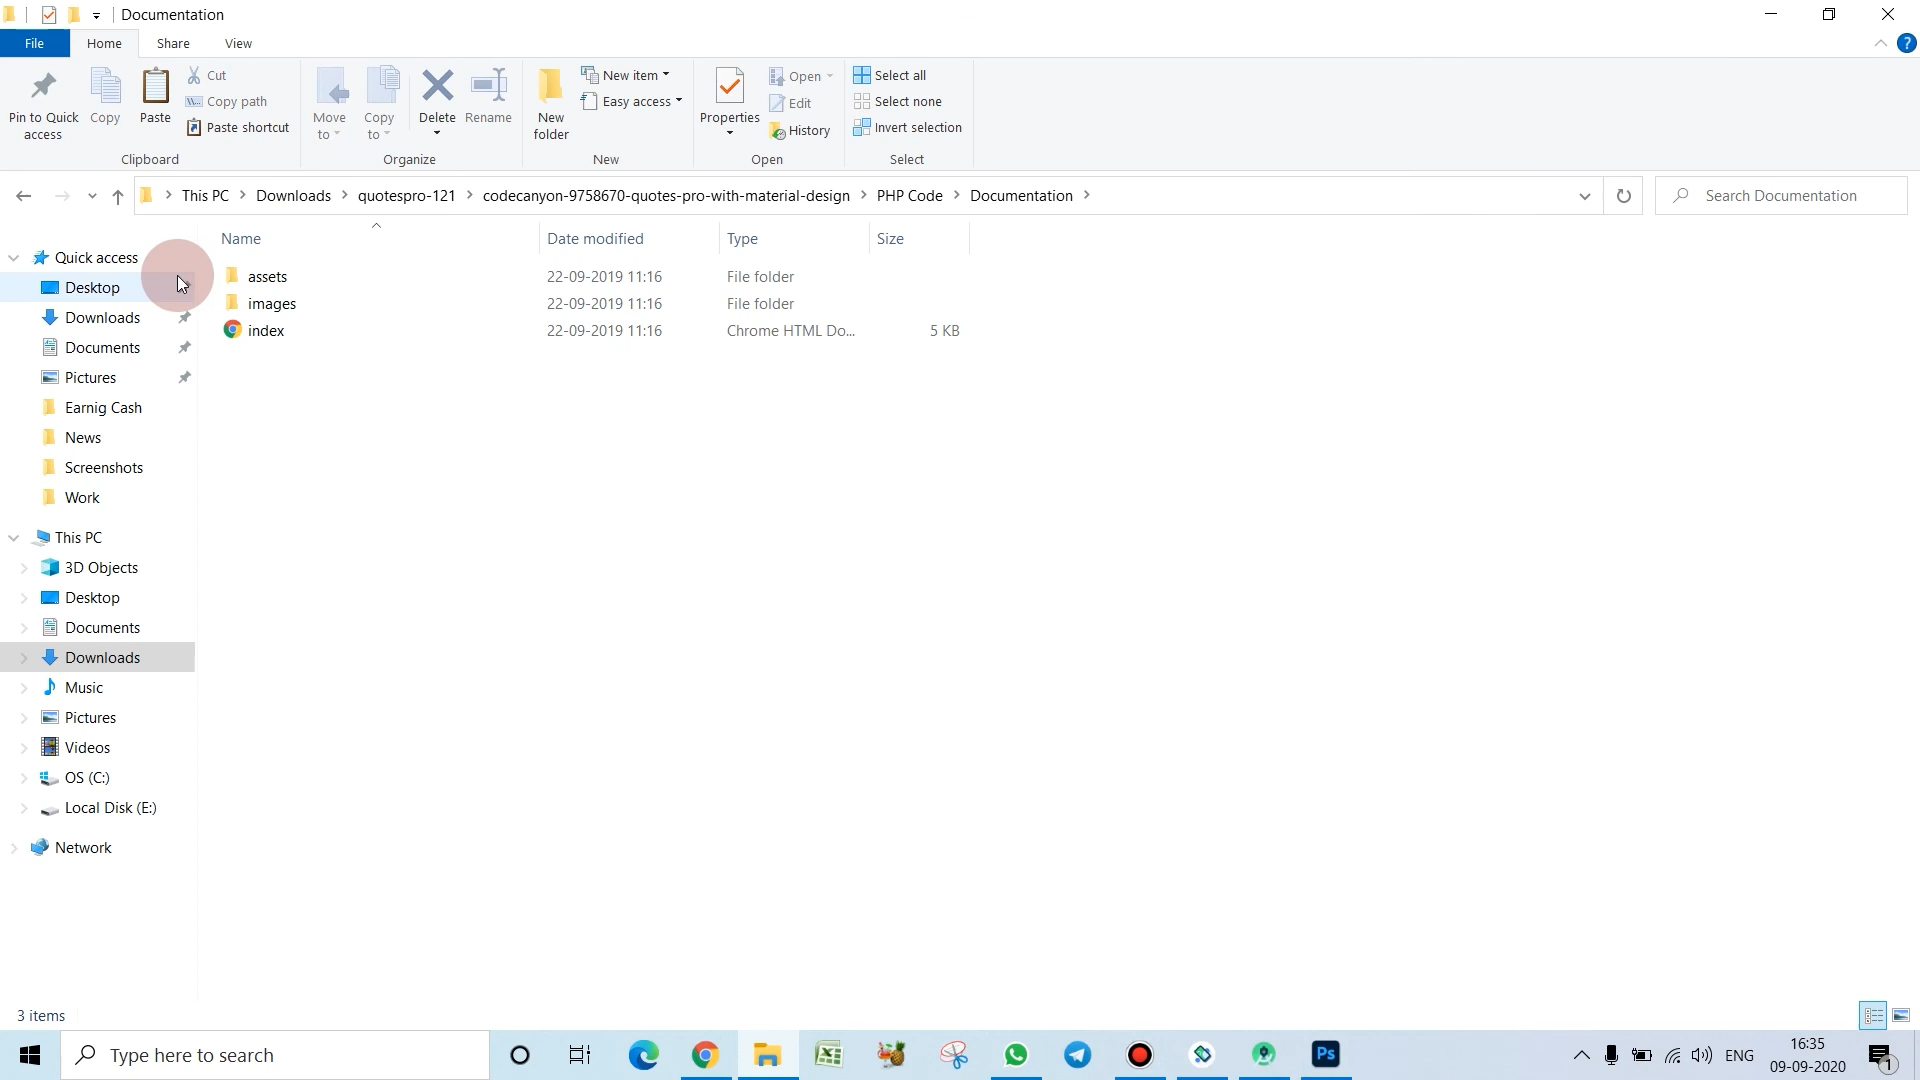 Documentation
File Home Share View
Pin to Quick access
Copy
Paste
Cut
Copy path
Paste shortcut
Clipboard
Move to
Copy to
Delete
Rename
Organize
New folder
New item
Easy access
New
Properties
Open
Edit
History
Open
Select all
Select none
Invert selection
Select
This PC > Downloads > quotespro-121 > codecanyon-9758670-quotes-pro-with-material-design > PHP Code > Documentation >
Search Documentation
Name Date modified Type Size
assets 22-09-2019 11:16 File folder
images 22-09-2019 11:16 File folder
index 22-09-2019 11:16 Chrome HTML Do... 5 KB
Quick access
Desktop
Downloads
Documents
Pictures
Earnig Cash
News
Screenshots
Work
This PC
3D Objects
Desktop
Documents
Downloads
Music
Pictures
Videos
OS (C:)
Local Disk (E:)
Network
3 items
Type here to search
Ps
ENG
16:35
09-09-2020
1